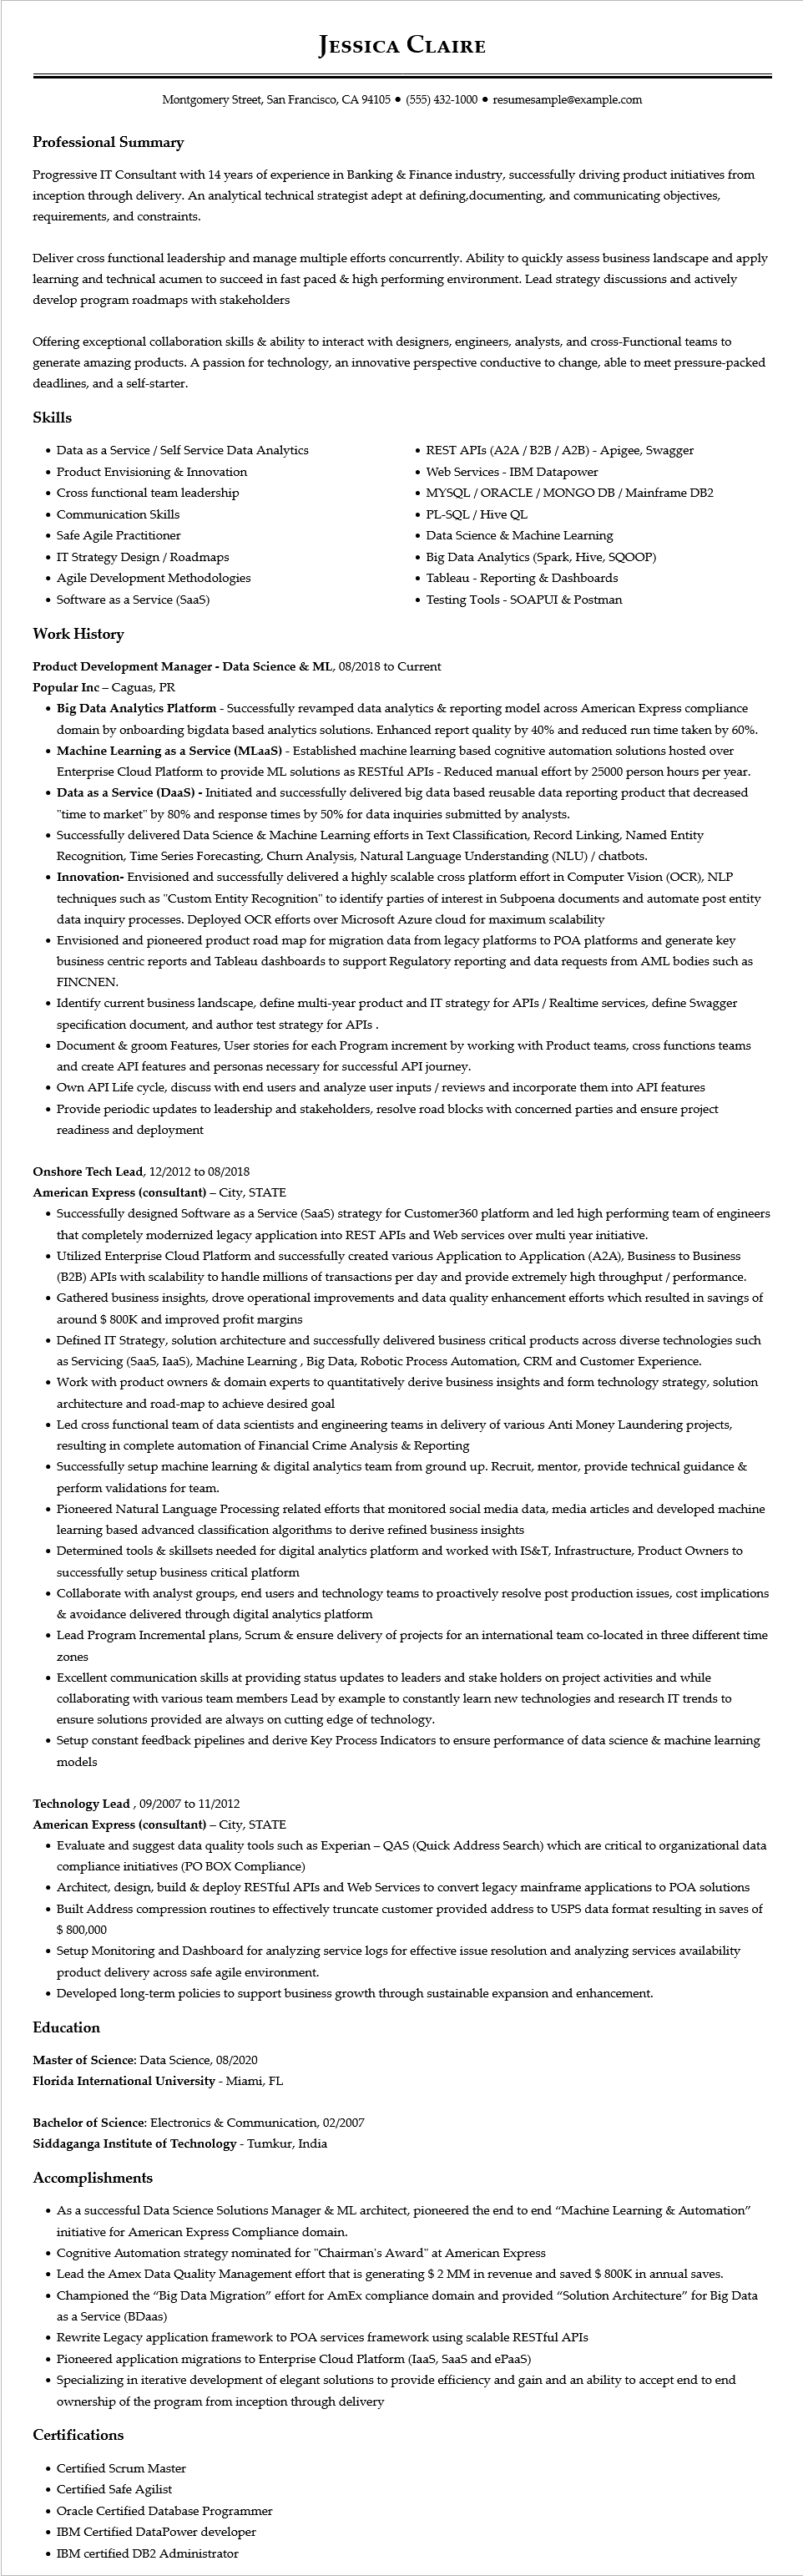 Jessica Claire
Montgomery Street, San Francisco, CA 94105 ● (555) 432-1000 ● resumesample@example.com
Professional Summary
Progressive IT Consultant with 14 years of experience in Banking & Finance industry, successfully driving product initiatives from
inception through delivery. An analytical technical strategist adept at defining,documenting, and communicating objectives,
requirements, and constraints.
Deliver cross functional leadership and manage multiple efforts concurrently. Ability to quickly assess business landscape and apply
learning and technical acumen to succeed in fast paced & high performing environment. Lead strategy discussions and actively
develop program roadmaps with stakeholders
Offering exceptional collaboration skills & ability to interact with designers, engineers, analysts, and cross-Functional teams to
generate amazing products. A passion for technology, an innovative perspective conductive to change, able to meet pressure-packed
deadlines, and a self-starter.
Skills
• Data as a Service / Self Service Data Analytics
• Product Envisioning & Innovation
• Cross functional team leadership
• Communication Skills
• Safe Agile Practitioner
• IT Strategy Design / Roadmaps
• Agile Development Methodologies
• Software as a Service (SaaS)
• REST APIs (A2A / B2B / A2B) - Apigee, Swagger
• Web Services - IBM Datapower
• MYSQL / ORACLE / MONGO DB / Mainframe DB2
• PL-SQL / Hive QL
• Data Science & Machine Learning
• Big Data Analytics (Spark, Hive, SQOOP)
• Tableau - Reporting & Dashboards
• Testing Tools - SOAPUI & Postman
Work History
Product Development Manager - Data Science & ML, 08/2018 to Current
Popular Inc – Caguas, PR
• Big Data Analytics Platform - Successfully revamped data analytics & reporting model across American Express compliance
domain by onboarding bigdata based analytics solutions. Enhanced report quality by 40% and reduced run time taken by 60%.
• Machine Learning as a Service (MLaaS) - Established machine learning based cognitive automation solutions hosted over
Enterprise Cloud Platform to provide ML solutions as RESTful APIs - Reduced manual effort by 25000 person hours per year.
• Data as a Service (DaaS) - Initiated and successfully delivered big data based reusable data reporting product that decreased
"time to market" by 80% and response times by 50% for data inquiries submitted by analysts.
• Successfully delivered Data Science & Machine Learning efforts in Text Classification, Record Linking, Named Entity
Recognition, Time Series Forecasting, Churn Analysis, Natural Language Understanding (NLU) / chatbots.
• Innovation- Envisioned and successfully delivered a highly scalable cross platform effort in Computer Vision (OCR), NLP
techniques such as "Custom Entity Recognition" to identify parties of interest in Subpoena documents and automate post entity
data inquiry processes. Deployed OCR efforts over Microsoft Azure cloud for maximum scalability
• Envisioned and pioneered product road map for migration data from legacy platforms to POA platforms and generate key
business centric reports and Tableau dashboards to support Regulatory reporting and data requests from AML bodies such as
FINCNEN.
• Identify current business landscape, define multi-year product and IT strategy for APIs / Realtime services, define Swagger
specification document, and author test strategy for APIs .
• Document & groom Features, User stories for each Program increment by working with Product teams, cross functions teams
and create API features and personas necessary for successful API journey.
• Own API Life cycle, discuss with end users and analyze user inputs / reviews and incorporate them into API features
• Provide periodic updates to leadership and stakeholders, resolve road blocks with concerned parties and ensure project
readiness and deployment
Onshore Tech Lead, 12/2012 to 08/2018
American Express (consultant) – City, STATE
• Successfully designed Software as a Service (SaaS) strategy for Customer360 platform and led high performing team of engineers
that completely modernized legacy application into REST APIs and Web services over multi year initiative.
• Utilized Enterprise Cloud Platform and successfully created various Application to Application (A2A), Business to Business
(B2B) APIs with scalability to handle millions of transactions per day and provide extremely high throughput / performance.
• Gathered business insights, drove operational improvements and data quality enhancement efforts which resulted in savings of
around $ 800K and improved profit margins
• Defined IT Strategy, solution architecture and successfully delivered business critical products across diverse technologies such
as Servicing (SaaS, IaaS), Machine Learning , Big Data, Robotic Process Automation, CRM and Customer Experience.
• Work with product owners & domain experts to quantitatively derive business insights and form technology strategy, solution
architecture and road-map to achieve desired goal
• Led cross functional team of data scientists and engineering teams in delivery of various Anti Money Laundering projects,
resulting in complete automation of Financial Crime Analysis & Reporting
• Successfully setup machine learning & digital analytics team from ground up. Recruit, mentor, provide technical guidance &
perform validations for team.
• Pioneered Natural Language Processing related efforts that monitored social media data, media articles and developed machine
learning based advanced classification algorithms to derive refined business insights
• Determined tools & skillsets needed for digital analytics platform and worked with IS&T, Infrastructure, Product Owners to
successfully setup business critical platform
• Collaborate with analyst groups, end users and technology teams to proactively resolve post production issues, cost implications
& avoidance delivered through digital analytics platform
• Lead Program Incremental plans, Scrum & ensure delivery of projects for an international team co-located in three different time
zones
• Excellent communication skills at providing status updates to leaders and stake holders on project activities and while
collaborating with various team members Lead by example to constantly learn new technologies and research IT trends to
ensure solutions provided are always on cutting edge of technology.
• Setup constant feedback pipelines and derive Key Process Indicators to ensure performance of data science & machine learning
models
Technology Lead , 09/2007 to 11/2012
American Express (consultant) – City, STATE
• Evaluate and suggest data quality tools such as Experian – QAS (Quick Address Search) which are critical to organizational data
compliance initiatives (PO BOX Compliance)
• Architect, design, build & deploy RESTful APIs and Web Services to convert legacy mainframe applications to POA solutions
• Built Address compression routines to effectively truncate customer provided address to USPS data format resulting in saves of
$ 800,000
• Setup Monitoring and Dashboard for analyzing service logs for effective issue resolution and analyzing services availability
product delivery across safe agile environment.
• Developed long-term policies to support business growth through sustainable expansion and enhancement.
Education
Master of Science: Data Science, 08/2020
Florida International University - Miami, FL
Bachelor of Science: Electronics & Communication, 02/2007
Siddaganga Institute of Technology - Tumkur, India
Accomplishments
• As a successful Data Science Solutions Manager & ML architect, pioneered the end to end “Machine Learning & Automation”
initiative for American Express Compliance domain.
• Cognitive Automation strategy nominated for "Chairman's Award" at American Express
• Lead the Amex Data Quality Management effort that is generating $ 2 MM in revenue and saved $ 800K in annual saves.
• Championed the “Big Data Migration” effort for AmEx compliance domain and provided “Solution Architecture” for Big Data
as a Service (BDaas)
• Rewrite Legacy application framework to POA services framework using scalable RESTful APIs
• Pioneered application migrations to Enterprise Cloud Platform (IaaS, SaaS and ePaaS)
• Specializing in iterative development of elegant solutions to provide efficiency and gain and an ability to accept end to end
ownership of the program from inception through delivery
Certifications
• Certified Scrum Master
• Certified Safe Agilist
• Oracle Certified Database Programmer
• IBM Certified DataPower developer
• IBM certified DB2 Administrator